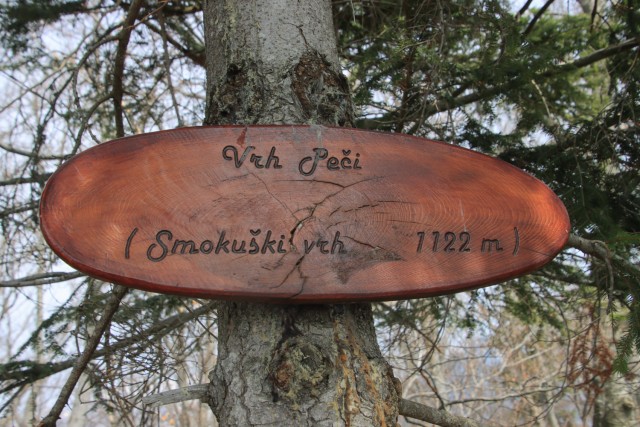 Vrh Peči
( Smokuški vrh 1122 m )